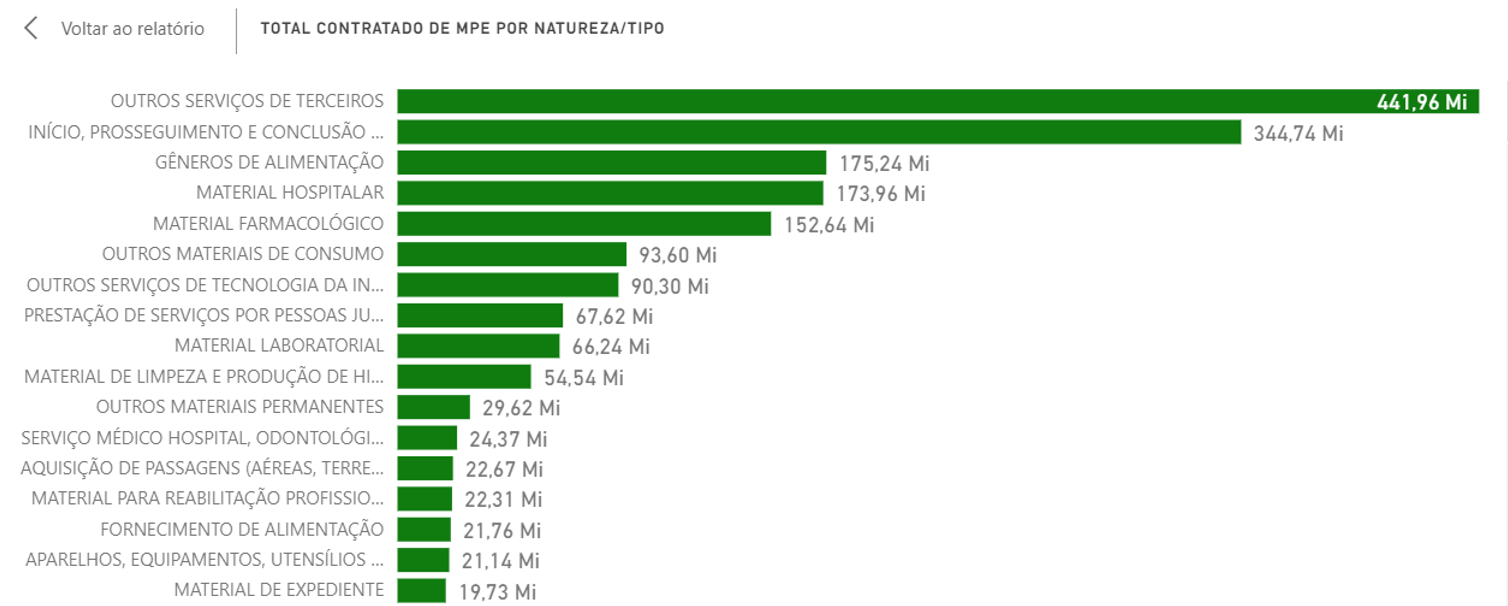 Voltar ao relatório
TOTAL CONTRATADO DE MPE POR NATUREZA/TIPO
OUTROS SERVIÇOS DE TERCEIROS 441,96 Mi
INÍCIO, PROSSEGUIMENTO E CONCLUSÃO ... 344,74 Mi
GÊNEROS DE ALIMENTAÇÃO 175,24 Mi
MATERIAL HOSPITALAR 173,96 Mi
MATERIAL FARMACOLÓGICO 152,64 Mi
OUTROS MATERIAIS DE CONSUMO 93,60 Mi
OUTROS SERVIÇOS DE TECNOLOGIA DA IN... 90,30 Mi
PRESTAÇÃO DE SERVIÇOS POR PESSOAS JU... 67,62 Mi
MATERIAL LABORATORIAL 66,24 Mi
MATERIAL DE LIMPEZA E PRODUÇÃO DE HI... 54,54 Mi
OUTROS MATERIAIS PERMANENTES 29,62 Mi
SERVIÇO MÉDICO HOSPITAL, ODONTOLÓGI... 24,37 Mi
AQUISIÇÃO DE PASSAGENS (AÉREAS, TERRE... 22,67 Mi
MATERIAL PARA REABILITAÇÃO PROFISSIO... 22,31 Mi
FORNECIMENTO DE ALIMENTAÇÃO 21,76 Mi
APARELHOS, EQUIPAMENTOS, UTENSÍLIOS ... 21,14 Mi
MATERIAL DE EXPEDIENTE 19,73 Mi